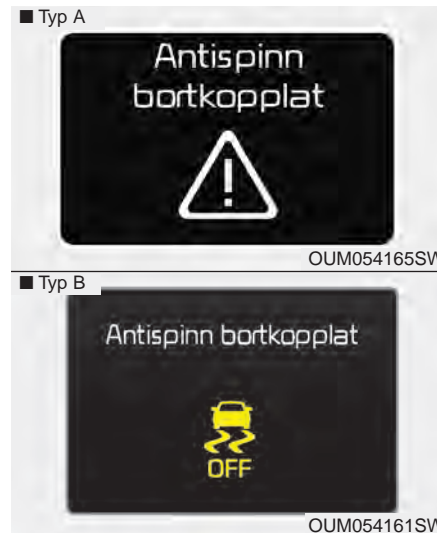 ■ Typ A
Antispinn
bortkopplat
OUM054165SW
■ Typ B
Antispinn bortkopplat
OFF
OUM054161SW